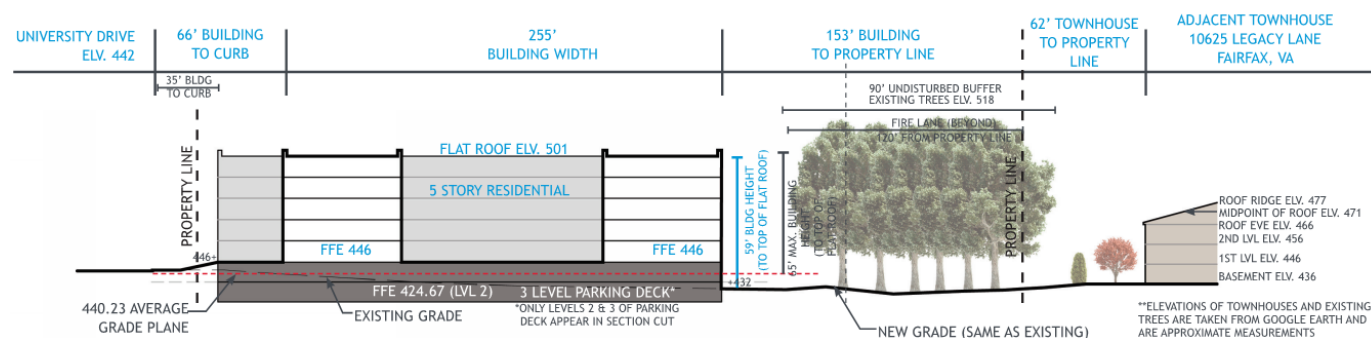 UNIVERSITY DRIVE
ELV. 442
66' BUILDING
TO CURB
255'
BUILDING WIDTH
153' BUILDING
TO PROPERTY LINE
62' TOWNHOUSE
TO PROPERTY
LINE
ADJACENT TOWNHOUSE
10625 LEGACY LANE
FAIRFAX, VA
35' BLDG
TO CURB
90' UNDISTURBED BUFFER
EXISTING TREES ELV. 518
FIRE LANE (BEYOND)
120' FROM PROPERTY LINE
PROPERTY LINE
FLAT ROOF ELV. 501
5 STORY RESIDENTIAL
FFE 446
FFE 446
59' BLDG HEIGHT
(TO TOP OF FLAT ROOF)
65' MAX. BUILDING
HEIGHT
(TO TOP OF
FLAT ROOF)
PROPERTY LINE
ROOF RIDGE ELV. 477
MIDPOINT OF ROOF ELV. 471
ROOF EVE ELV. 466
2ND LVL ELV. 456
1ST LVL ELV. 446
BASEMENT ELV. 436
446+
+432
FFE 424.67 (LVL 2)
3 LEVEL PARKING DECK*
*ONLY LEVELS 2 & 3 OF PARKING
DECK APPEAR IN SECTION CUT
440.23 AVERAGE
GRADE PLANE
EXISTING GRADE
NEW GRADE (SAME AS EXISTING)
**ELEVATIONS OF TOWNHOUSES AND EXISTING
TREES ARE TAKEN FROM GOOGLE EARTH AND
ARE APPROXIMATE MEASUREMENTS